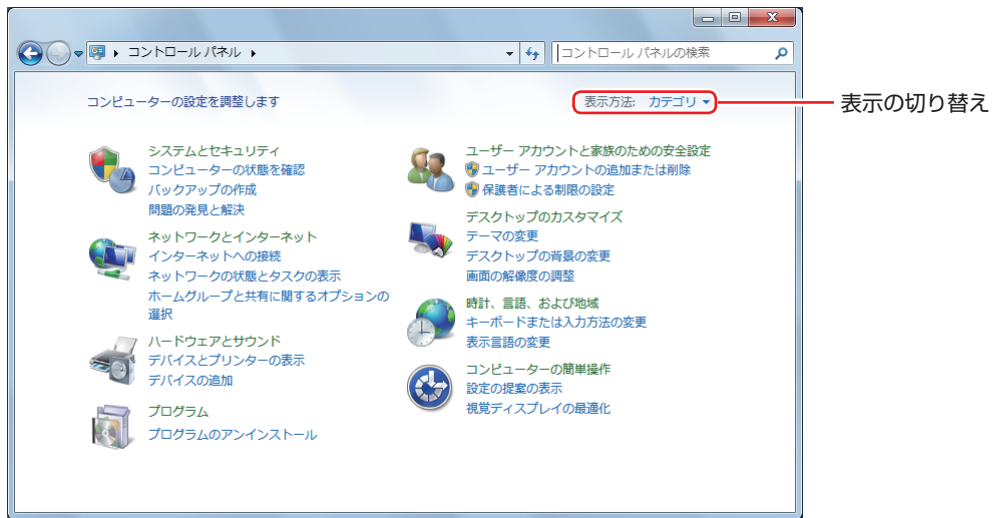 コントロール パネル
コントロール パネルの検索
コンピューターの設定を調整します
表示方法: カテゴリ
表示の切り替え
システムとセキュリティ
コンピューターの状態を確認
バックアップの作成
問題の発見と解決
ネットワークとインターネット
インターネットへの接続
ネットワークの状態とタスクの表示
ホームグループと共有に関するオプションの
選択
ハードウェアとサウンド
デバイスとプリンターの表示
デバイスの追加
プログラム
プログラムのアンインストール
ユーザー アカウントと家族のための安全設定
ユーザー アカウントの追加または削除
保護者による制限の設定
デスクトップのカスタマイズ
テーマの変更
デスクトップの背景の変更
画面の解像度の調整
時計、言語、および地域
キーボードまたは入力方法の変更
表示言語の変更
コンピューターの簡単操作
設定の提案の表示
視覚ディスプレイの最適化